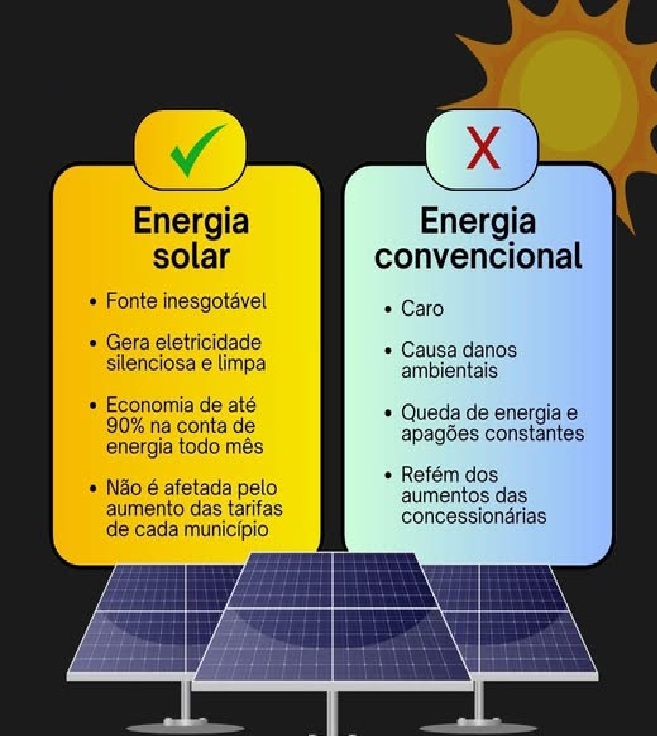 Energia
solar
• Fonte inesgotável
• Gera eletricidade
silenciosa e limpa
• Economia de até
90% na conta de
energia todo mês
• Não é afetada pelo
aumento das tarifas
de cada município
X
Energia
convencional
• Caro
• Causa danos
ambientais
• Queda de energia e
apagões constantes
• Refém dos
aumentos das
concessionárias